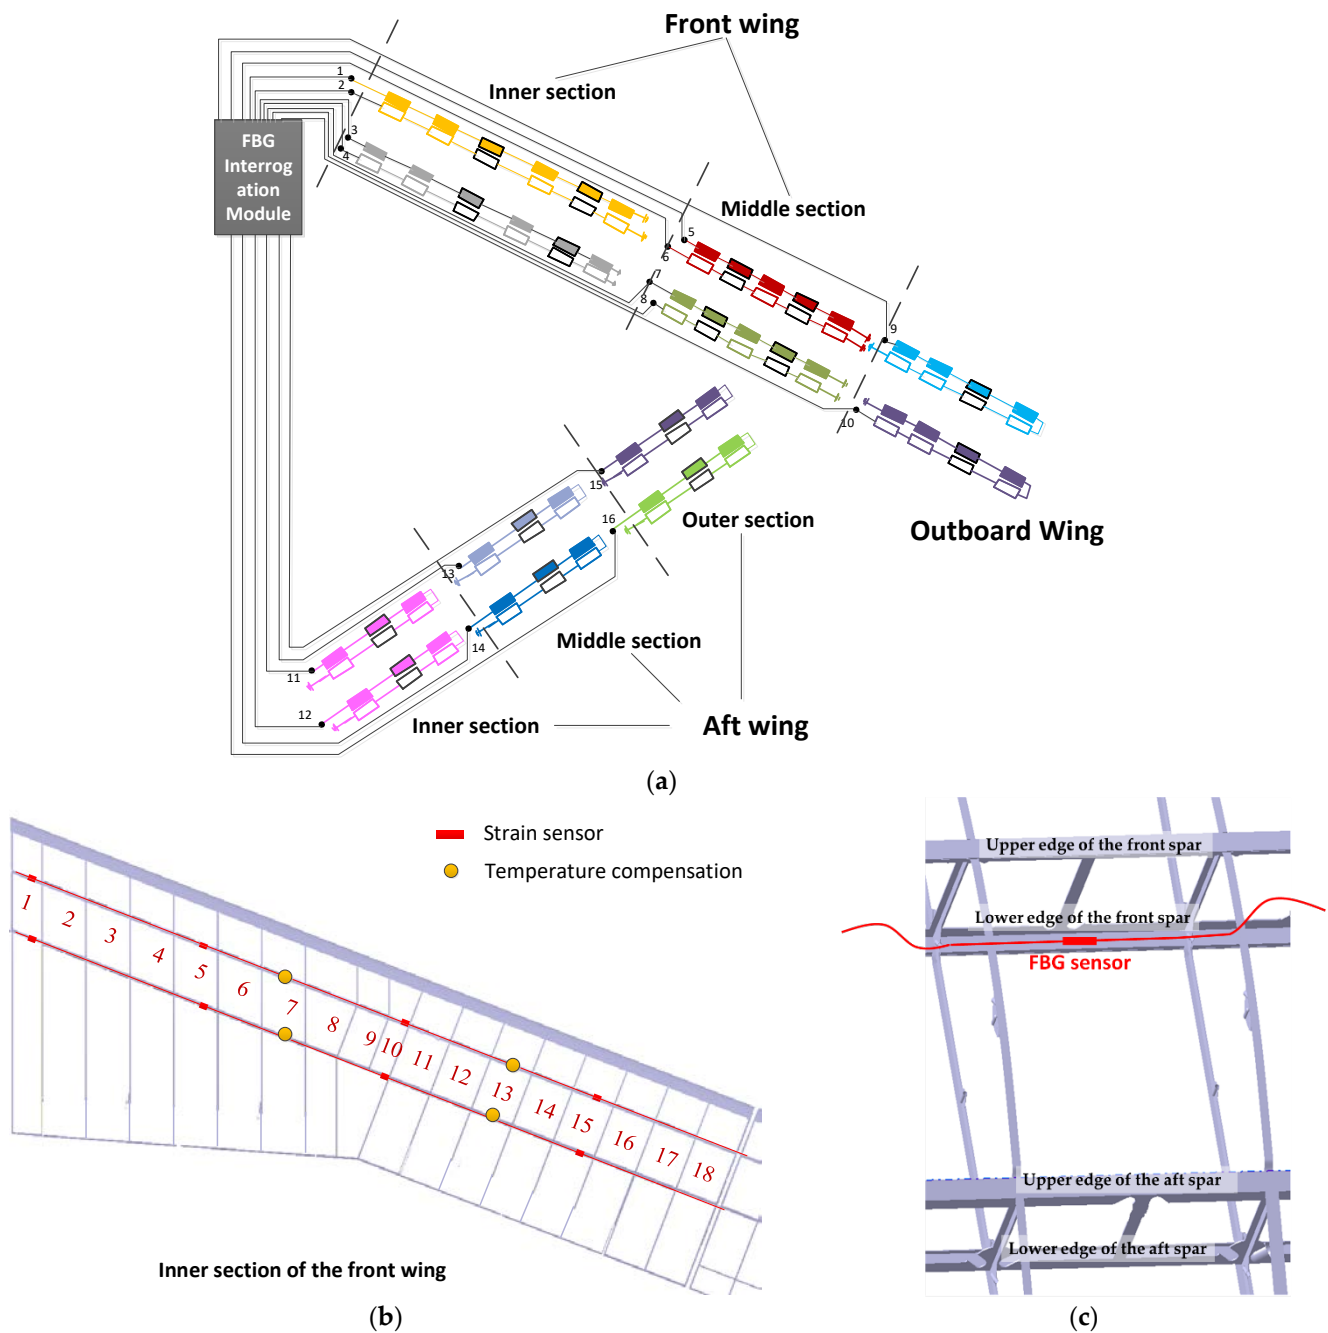 Front wing
Inner section
Middle section
1
2
3
4
FBG
Interrog
ation
Module
5
6
7
8
9
10
15
16
Outer section
Outboard Wing
13
14
Middle section
11
12
Inner section
Aft wing
(a)
Strain sensor
Temperature compensation
1
2
3
4
5
6
7
8
9
10
11
12
13
14
15
16
17
18
Inner section of the front wing
(b)
Upper edge of the front spar
Lower edge of the front spar
FBG sensor
Upper edge of the aft spar
Lower edge of the aft spar
(c)